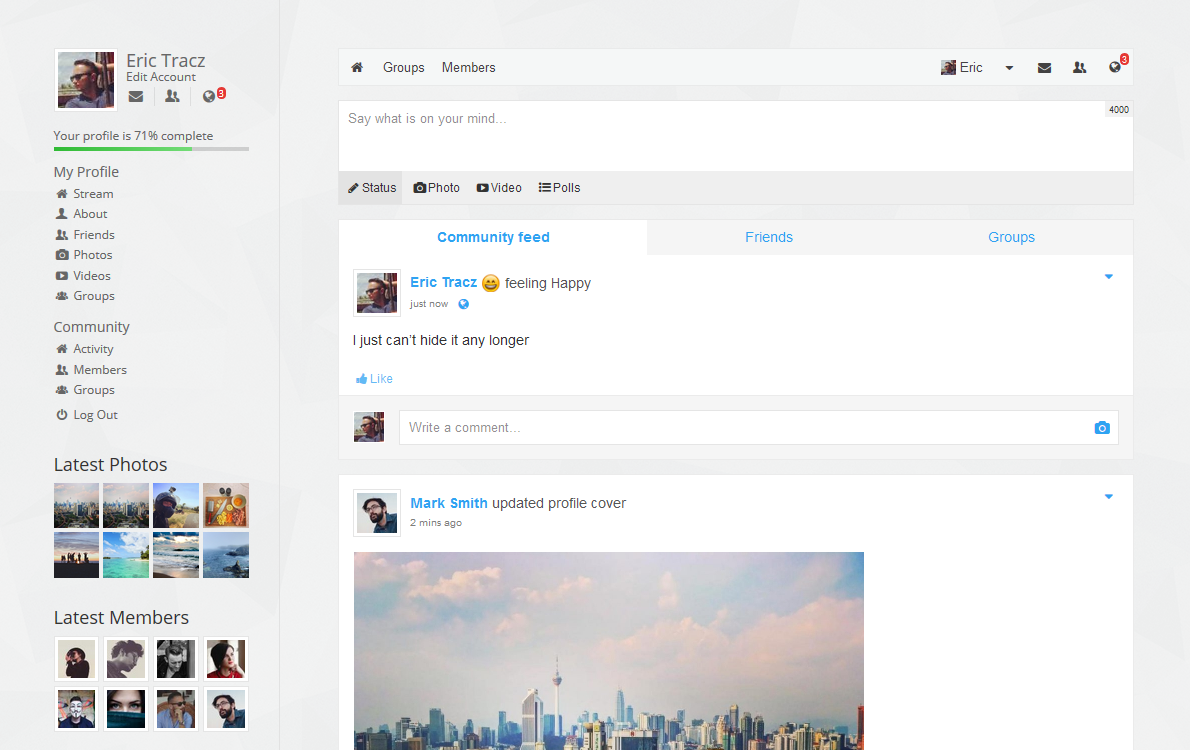 Eric Tracz
Edit Account
3
Your profile is 71% complete
My Profile
Stream
About
Friends
Photos
Videos
Groups
Community
Activity
Members
Groups
Log Out
Latest Photos
Latest Members
Groups Members Eric 3
Say what is on your mind... 4000
Status Photo Video Polls
Community feed Friends Groups
Eric Tracz feeling Happy
just now
I just can't hide it any longer
Like
Write a comment...
Mark Smith updated profile cover
2 mins ago